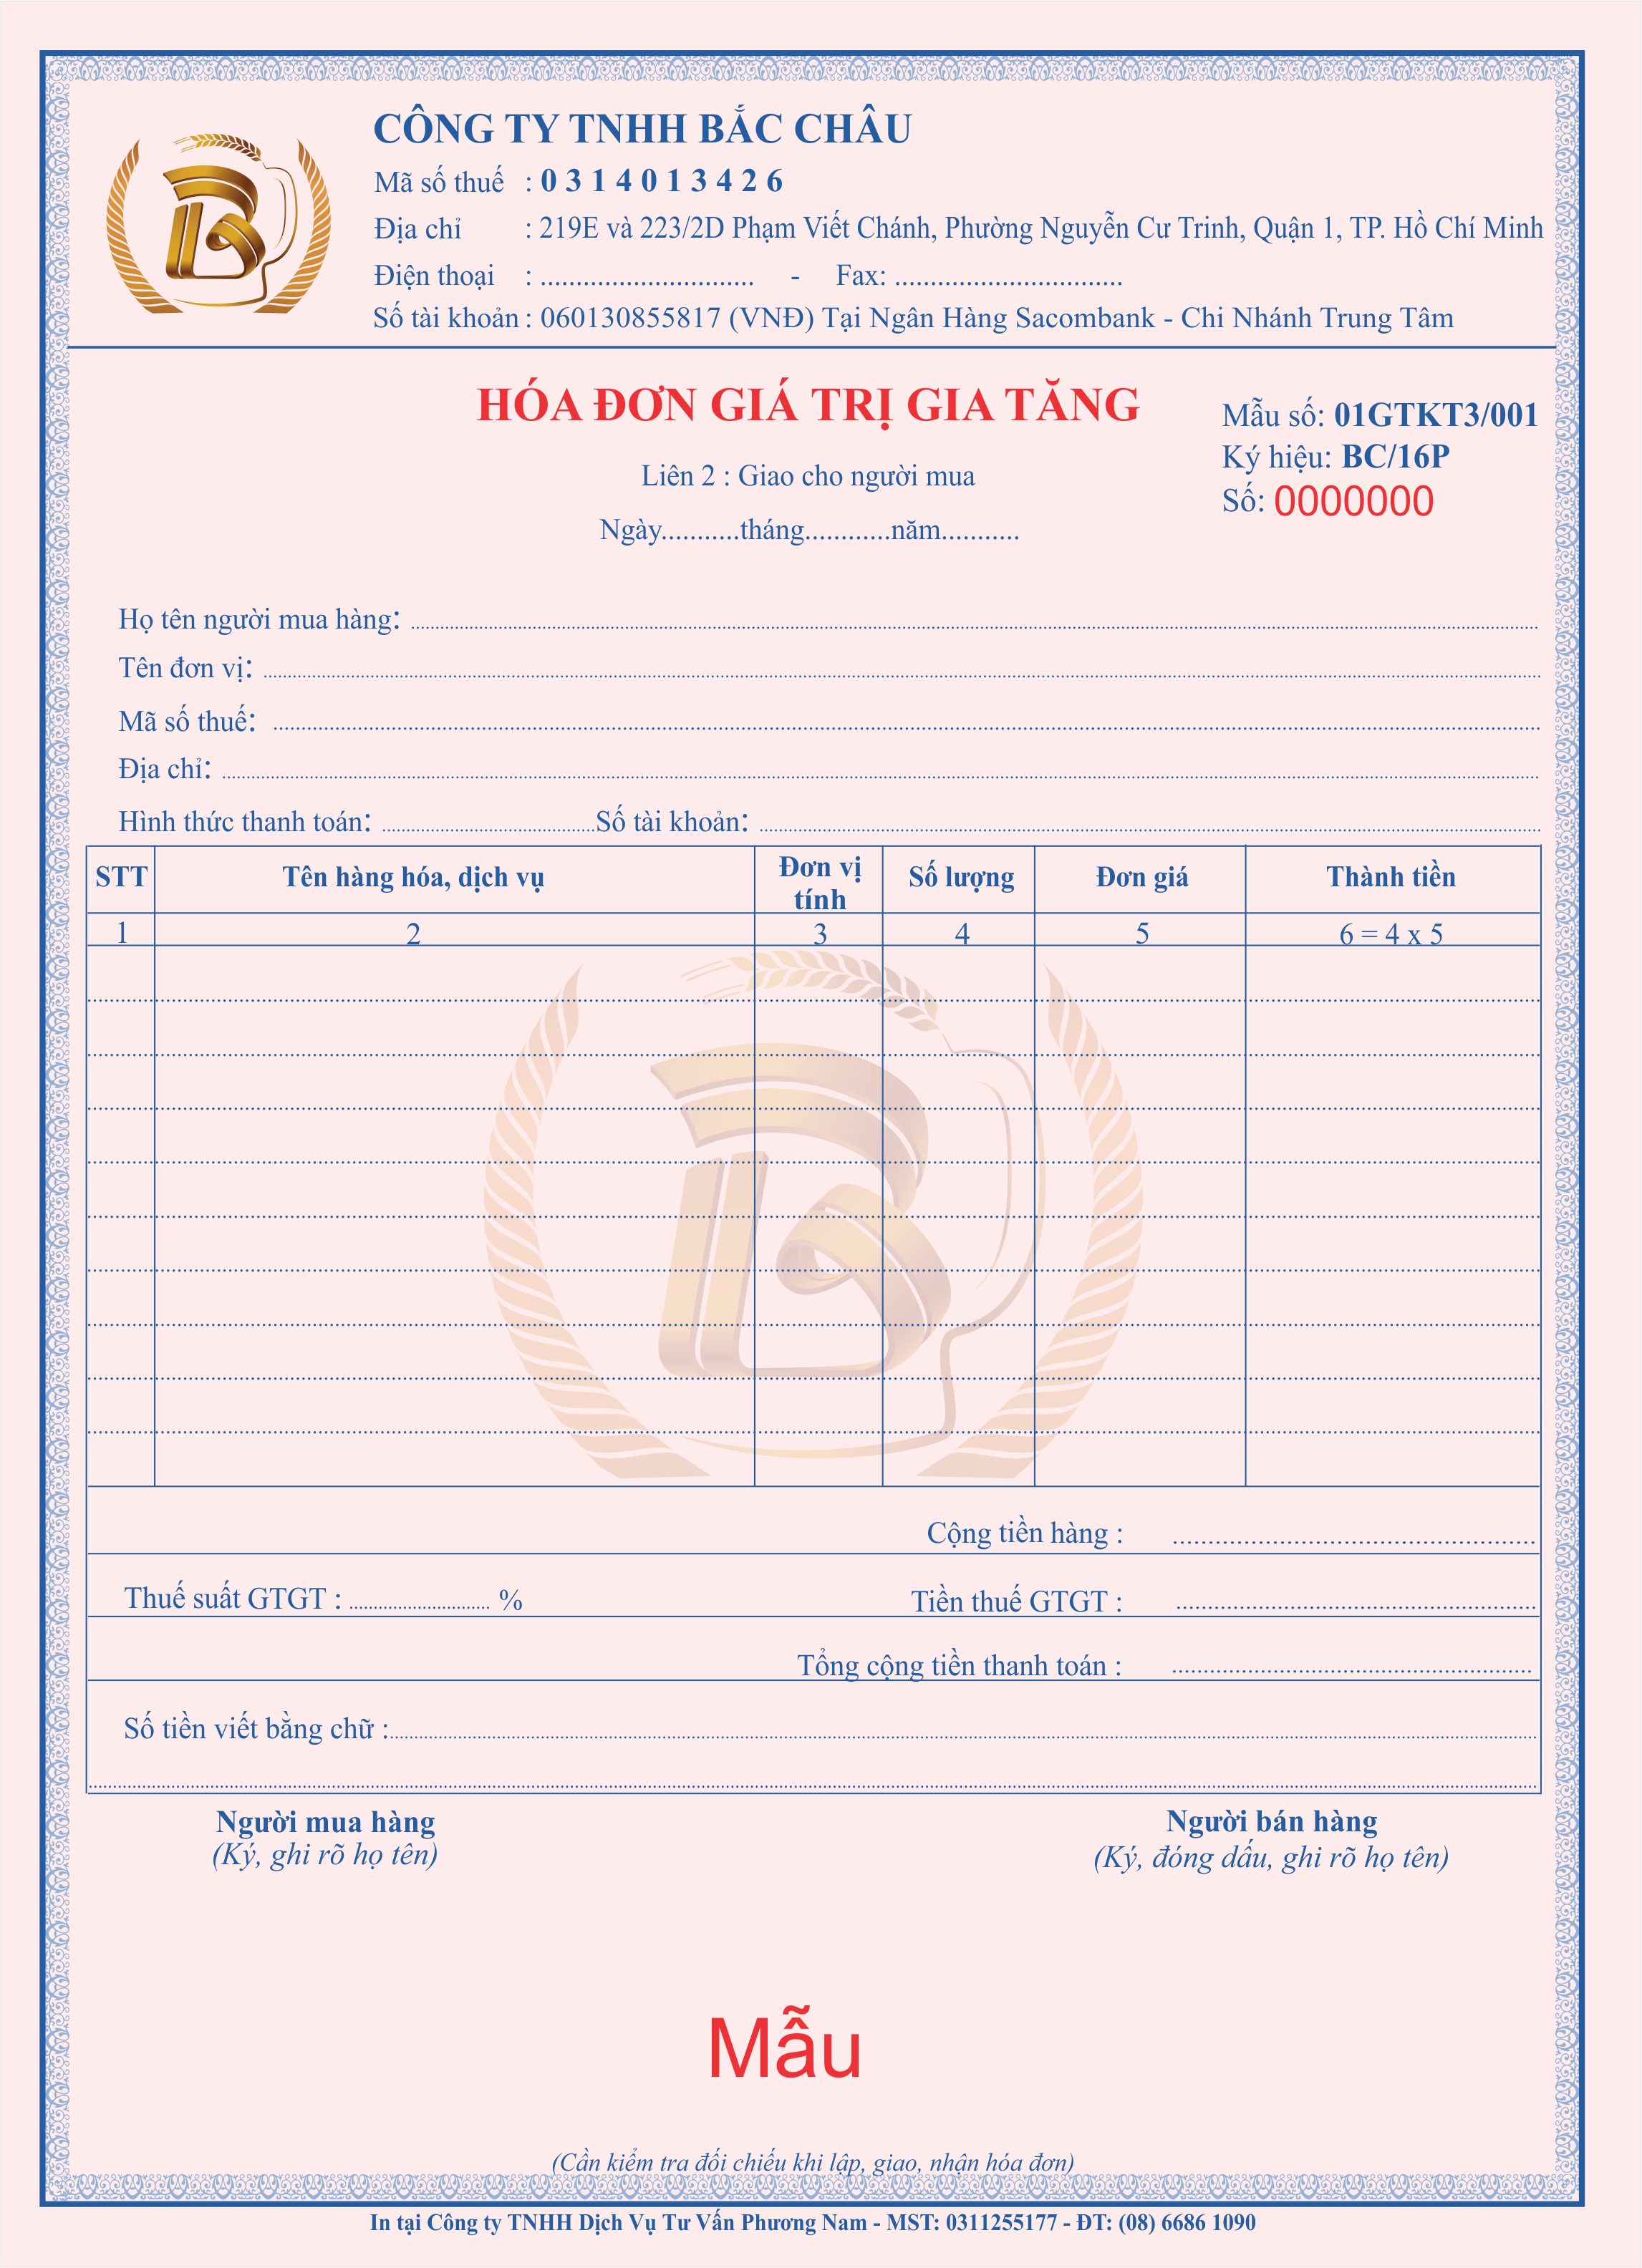 CÔNG TY TNHH BẮC CHÂU
Mã số thuế : 0 3 1 4 0 1 3 4 2 6
Địa chỉ : 219E và 223/2D Phạm Viết Chánh, Phường Nguyễn Cư Trinh, Quận 1, TP. Hồ Chí Minh
Điện thoại : .............................. - Fax: ................................
Số tài khoản : 060130855817 (VNĐ) Tại Ngân Hàng Sacombank - Chi Nhánh Trung Tâm
HÓA ĐƠN GIÁ TRỊ GIA TĂNG
Mẫu số: 01GTKT3/001
Ký hiệu: BC/16P
Số: 0000000
Liên 2 : Giao cho người mua
Ngày...........tháng............năm...........
Họ tên người mua hàng: ................................
Tên đơn vị: ................................
Mã số thuế: ................................
Địa chỉ: ................................
Hình thức thanh toán: ................................Số tài khoản: ................................
STT Tên hàng hóa, dịch vụ Đơn vị tính Số lượng Đơn giá Thành tiền
1 2 3 4 5 6 = 4 x 5
Cộng tiền hàng : ................................
Thuế suất GTGT : ................................ % Tiền thuế GTGT : ................................
Tổng cộng tiền thanh toán : ................................
Số tiền viết bằng chữ :................................
Người mua hàng Người bán hàng
(Ký, ghi rõ họ tên) (Ký, đóng dấu, ghi rõ họ tên)
Mẫu
(Cần kiểm tra đối chiếu khi lập, giao, nhận hóa đơn)
In tại Công ty TNHH Dịch Vụ Tư Vấn Phương Nam - MST: 0311255177 - ĐT: (08) 6686 1090